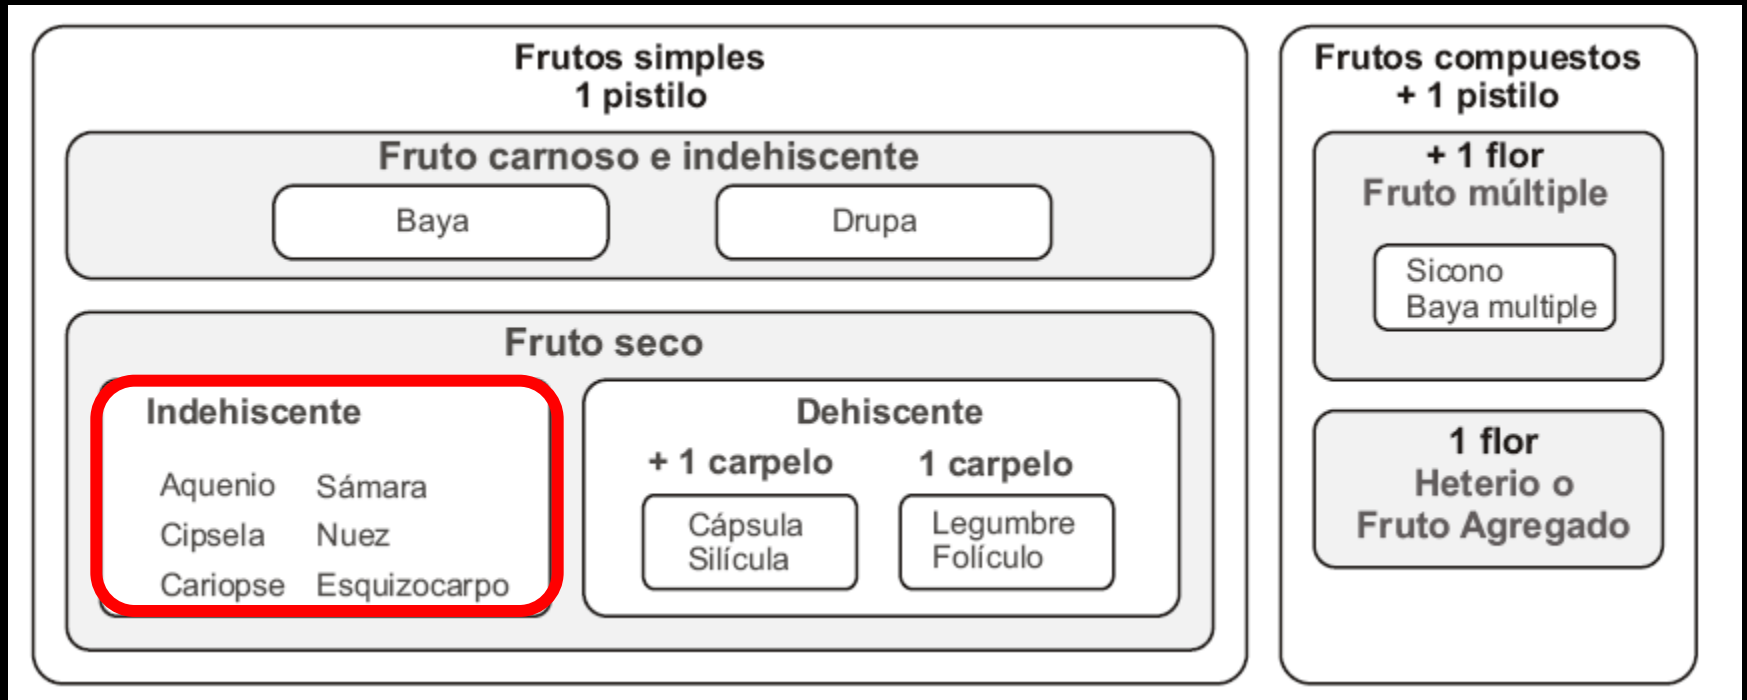 Frutos simples
1 pistilo
Fruto carnoso e indehiscente
Baya
Drupa
Fruto seco
Indehiscente
Aquenio Sámara
Cipsela Nuez
Cariopse Esquizocarpo
Dehiscente
+ 1 carpelo
Cápsula
Silícula
1 carpelo
Legumbre
Folículo
Frutos compuestos
+ 1 pistilo
+ 1 flor
Fruto múltiple
Sicono
Baya multiple
1 flor
Heterio o
Fruto Agregado